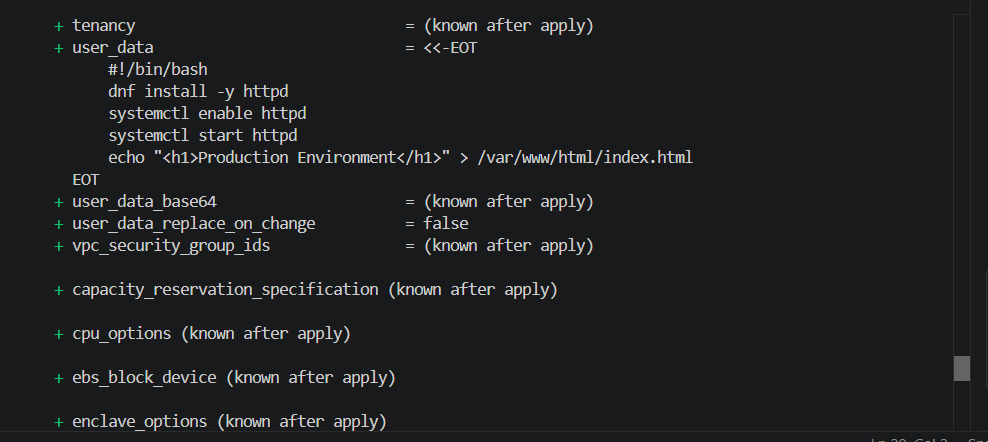 + tenancy = (known after apply)
+ user_data = <<-EOT
#!/bin/bash
dnf install -y httpd
systemctl enable httpd
systemctl start httpd
echo "<h1>Production Environment</h1>" > /var/www/html/index.html
EOT
+ user_data_base64 = (known after apply)
+ user_data_replace_on_change = false
+ vpc_security_group_ids = (known after apply)
+ capacity_reservation_specification (known after apply)
+ cpu_options (known after apply)
+ ebs_block_device (known after apply)
+ enclave_options (known after apply)